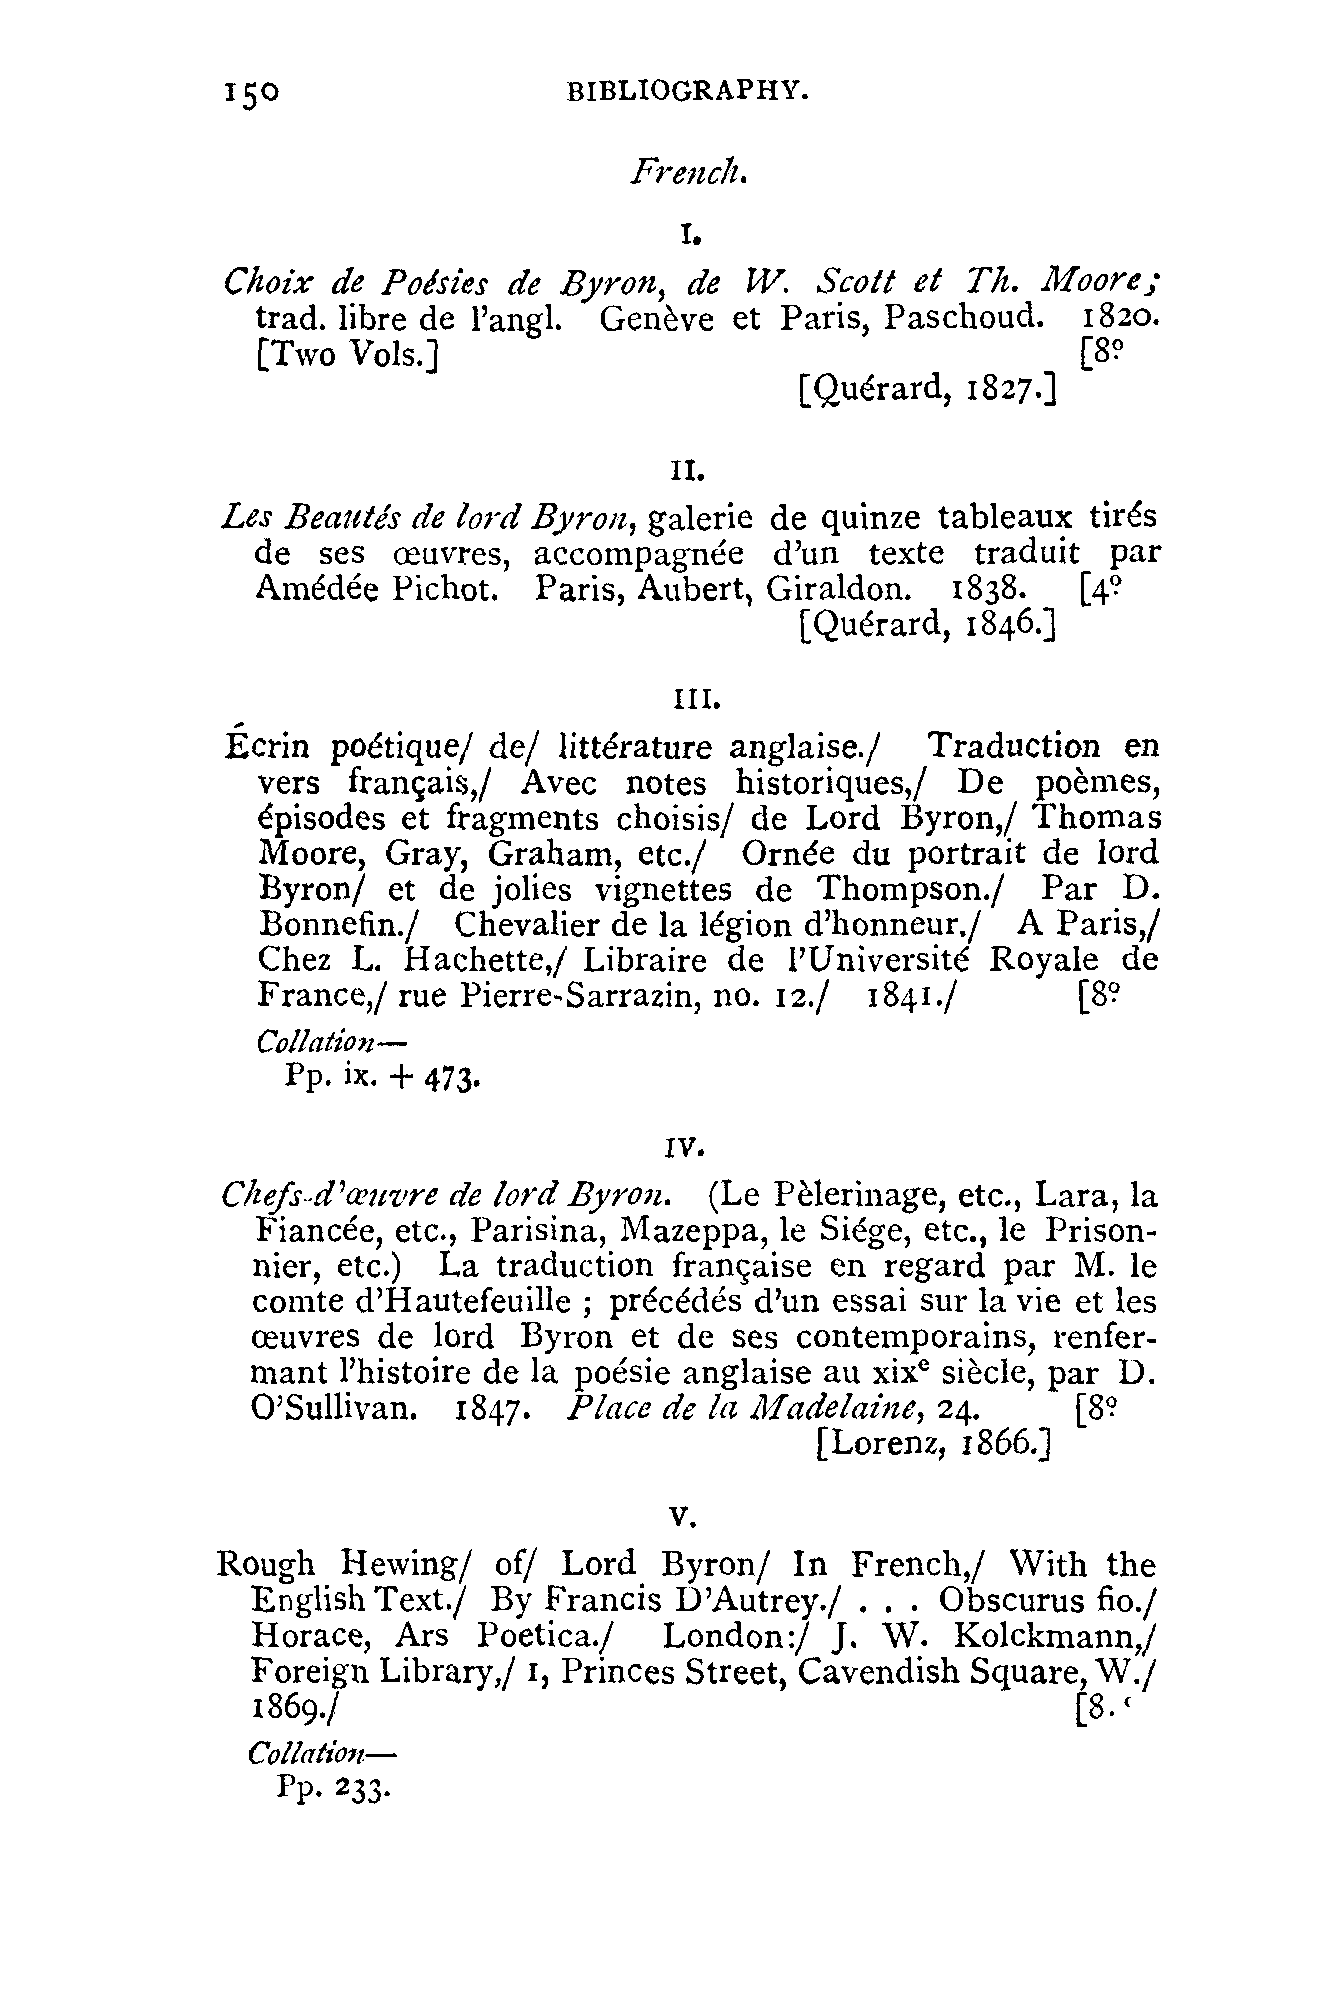 150 BIBLIOGRAPHY.
French.
I.
Choix de Poésies de Byron, de W. Scott et Th. Moore;
trad. libre de l'angl. Genève et Paris, Paschoud. 1820.
[Two Vols.] [8º
[Quérard, 1827.]
II.
Les Beautés de lord Byron, galerie de quinze tableaux tirés
de ses œuvres, accompagnée d'un texte traduit par
Amédée Pichot. Paris, Aubert, Giraldon. 1838. [4º
[Quérard, 1846.]
III.
Écrin poétique/ de/ littérature anglaise./ Traduction en
vers français,/ Avec notes historiques,/ De poèmes,
épisodes et fragments choisis/ de Lord Byron,/ Thomas
Moore, Gray, Graham, etc./ Ornée du portrait de lord
Byron/ et de jolies vignettes de Thompson./ Par D.
Bonnefin./ Chevalier de la légion d'honneur./ A Paris,/
Chez L. Hachette,/ Libraire de l'Université Royale de
France,/ rue Pierre-Sarrazin, no. 12./ 1841./ [8º
Collation—
Pp. ix. + 473.
IV.
Chefs-d'œuvre de lord Byron. (Le Pèlerinage, etc., Lara, la
Fiancée, etc., Parisina, Mazeppa, le Siége, etc., le Prison-
nier, etc.) La traduction française en regard par M. le
comte d'Hautefeuille ; précédés d'un essai sur la vie et les
œuvres de lord Byron et de ses contemporains, renfer-
mant l'histoire de la poésie anglaise au xixe siècle, par D.
O'Sullivan. 1847. Place de la Madelaine, 24. [8º
[Lorenz, 1866.]
V.
Rough Hewing/ of/ Lord Byron/ In French,/ With the
English Text./ By Francis D'Autrey./ . . . Obscurus fio./
Horace, Ars Poetica./ London:/ J. W. Kolckmann,/
Foreign Library,/ 1, Princes Street, Cavendish Square, W./
1869./ [8.
Collation—
Pp. 233.